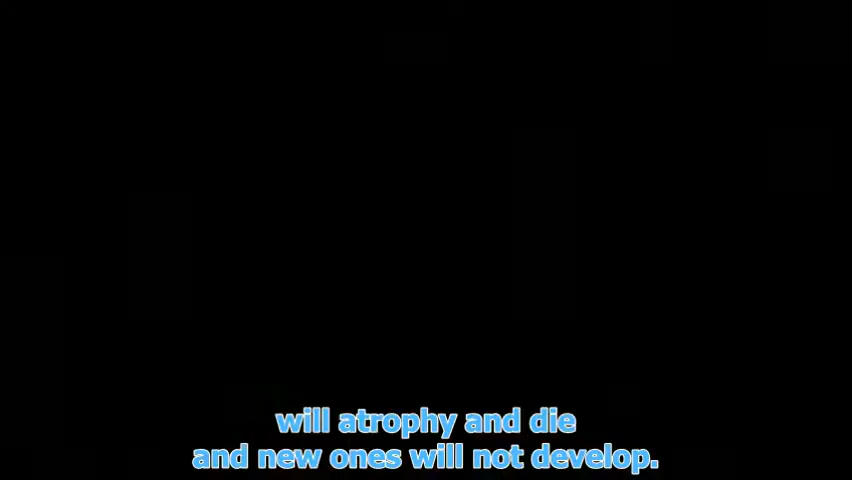 will atrophy and die
and new ones will not develop.